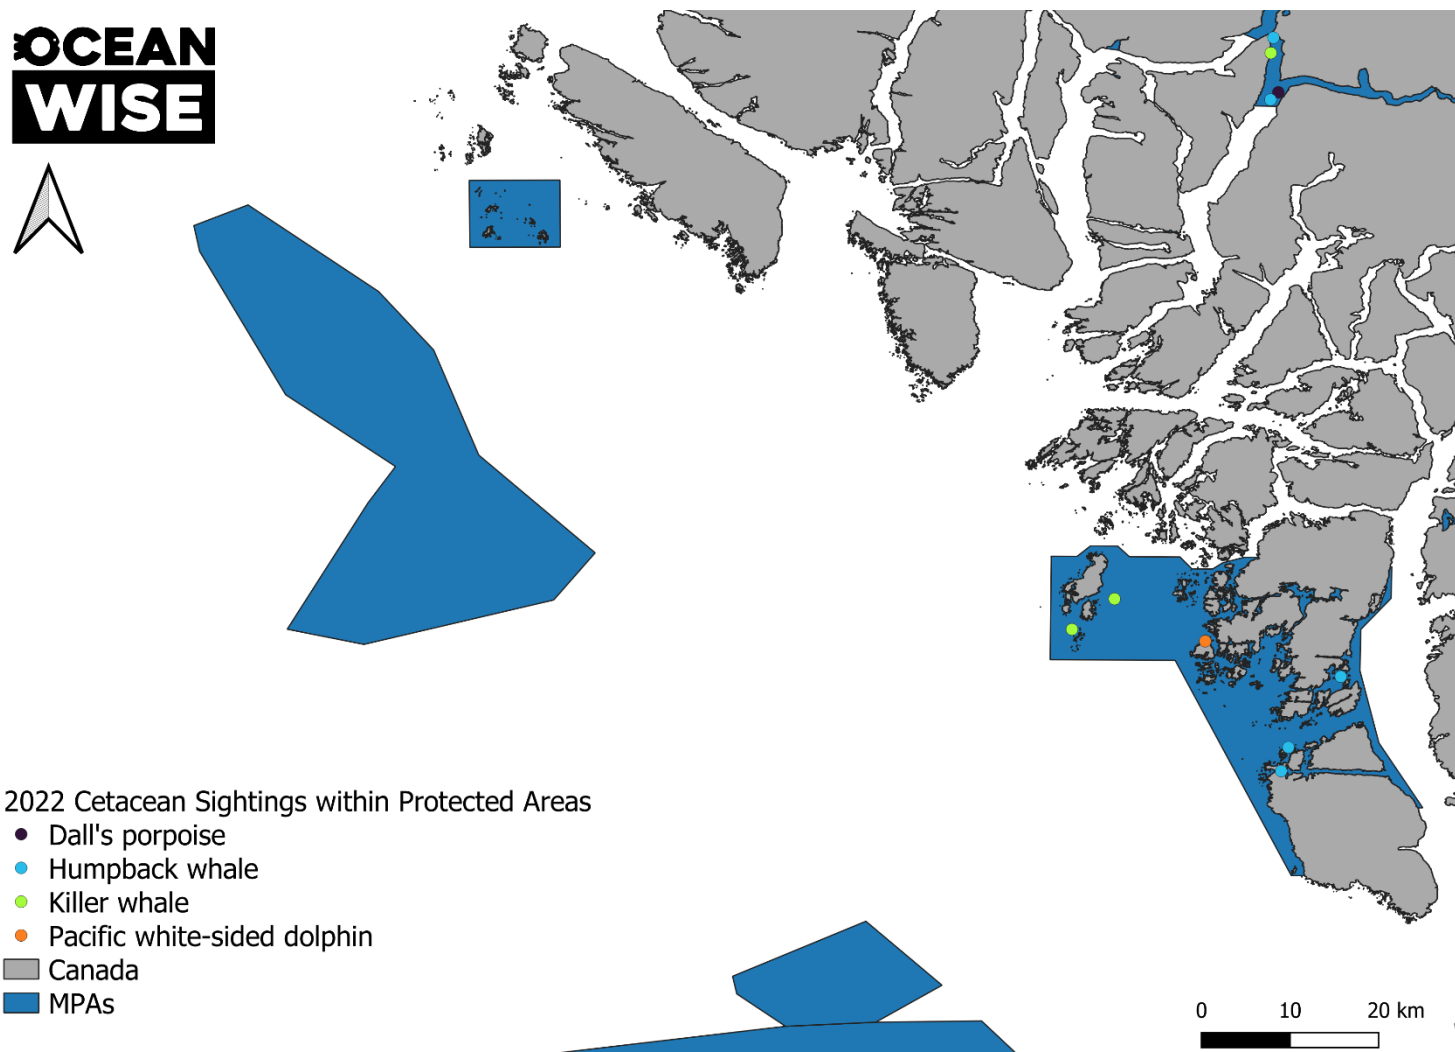 OCEAN
WISE
2022 Cetacean Sightings within Protected Areas
Dall's porpoise
Humpback whale
Killer whale
Pacific white-sided dolphin
Canada
MPAs
0 10 20 km